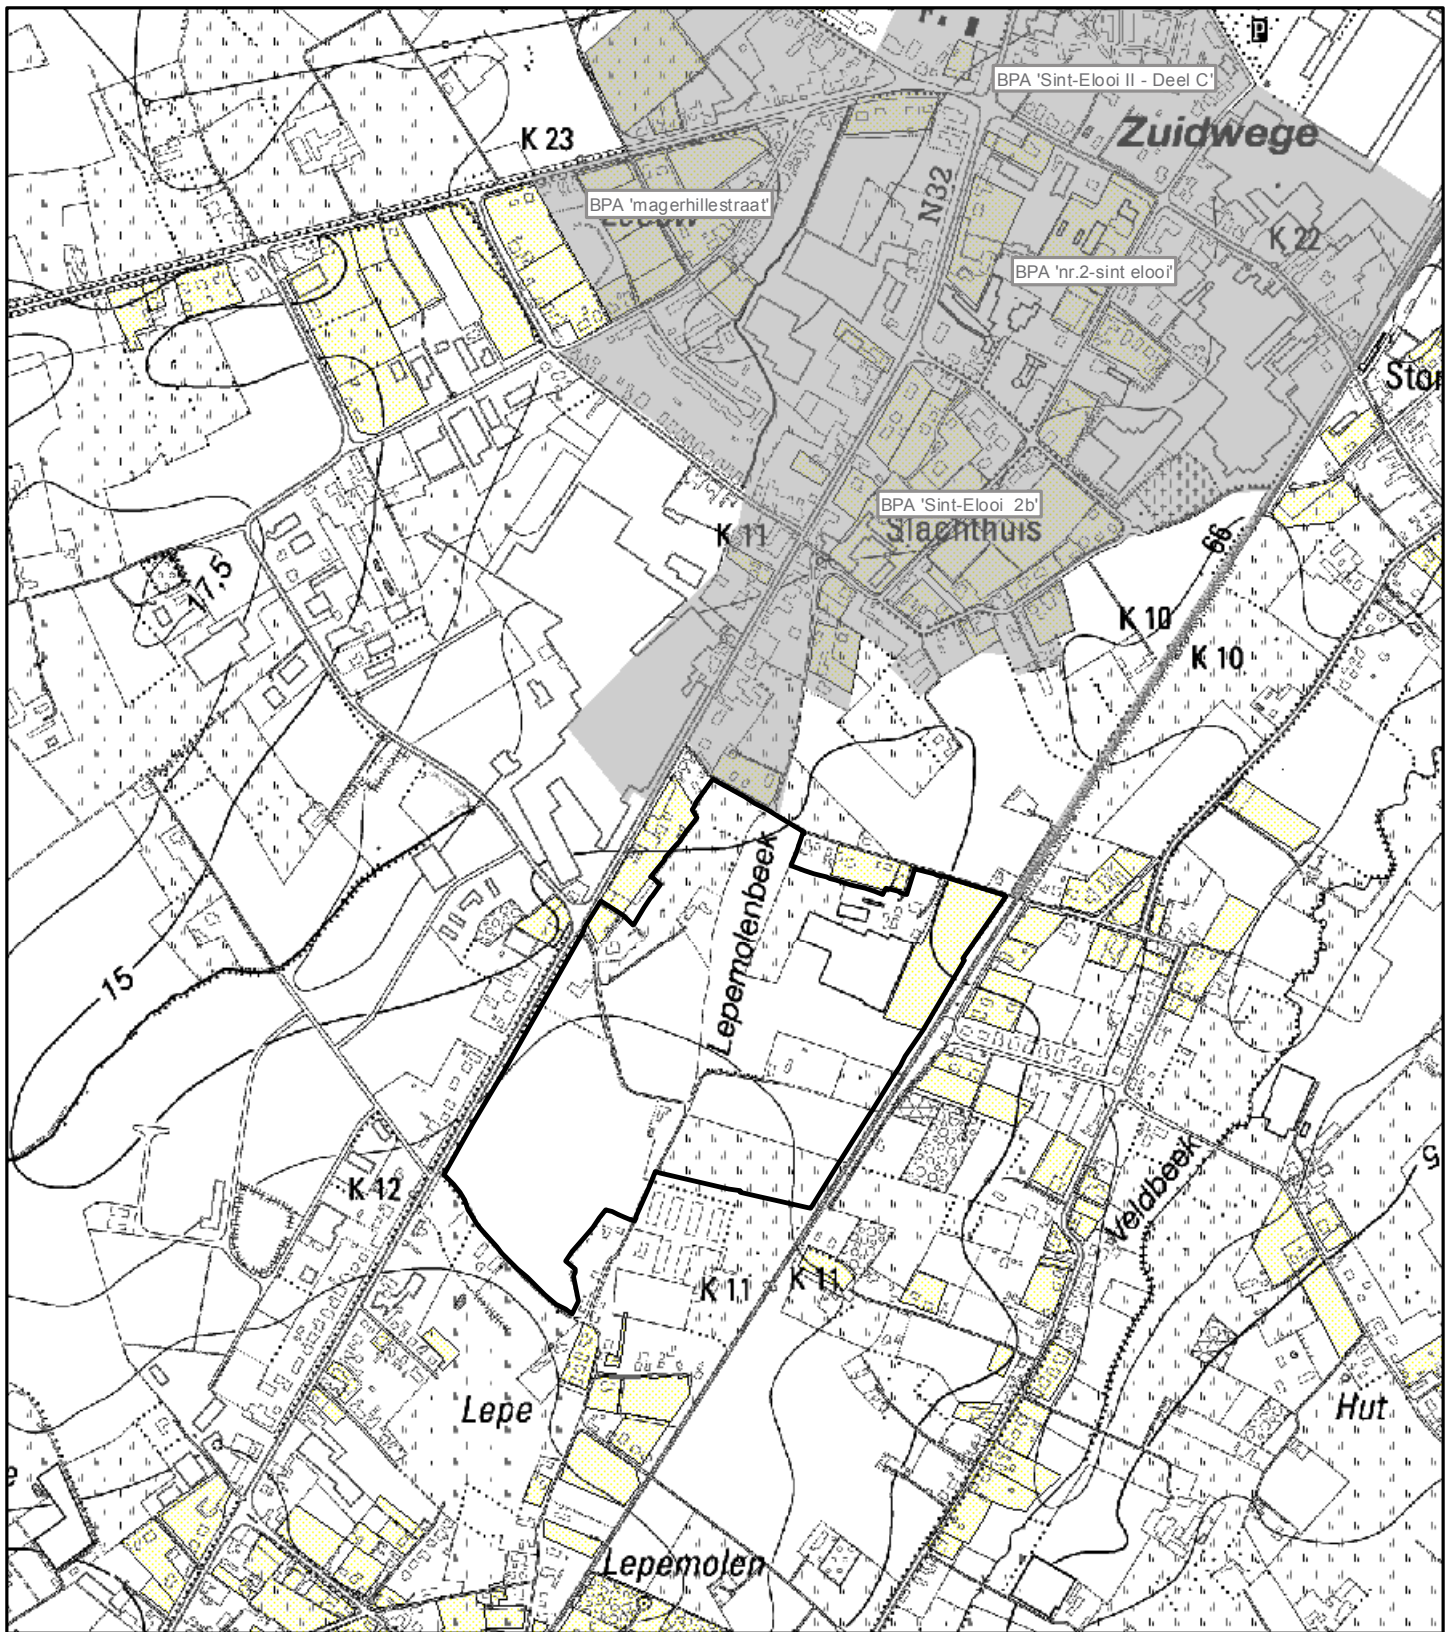 P
BPA 'Sint-Elooi II - Deel C'
Zuidwege
K 23
N32
BPA 'magerhillestraat'
K 22
BPA 'nr.2-sint elooi'
BPA 'Sint-Elooi 2b'
Slachthuis
K 11
66
17,5
K 10
K 10
Lepemolenbeek
15
K 12
Veldbeek
5
K 11
K 11
Lepe
Hut
Lepemolen